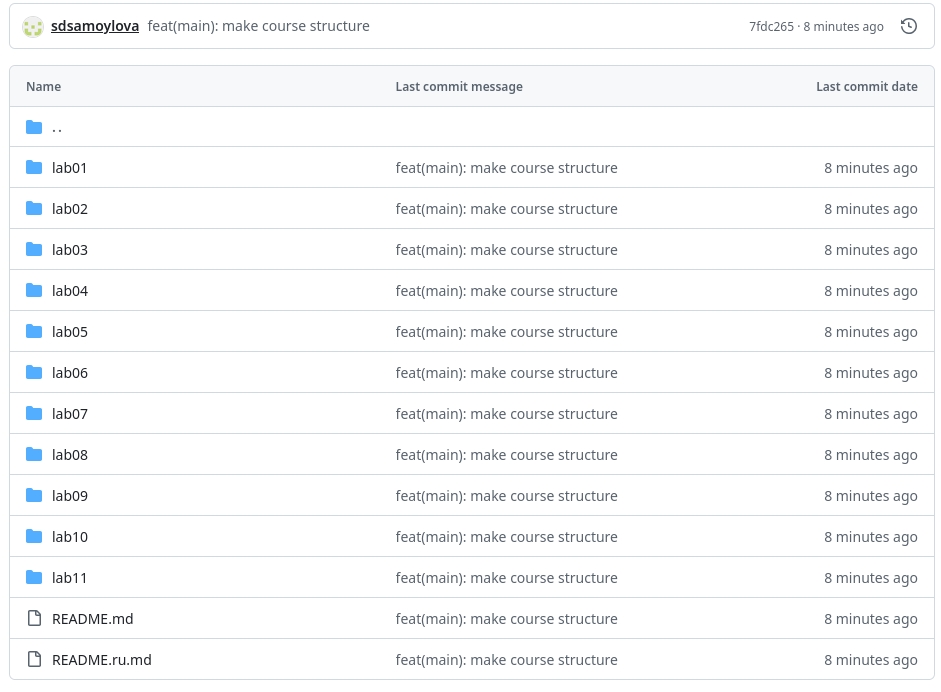 sdsamoylova feat(main): make course structure 7fdc265 · 8 minutes ago
Name Last commit message Last commit date
..
lab01 feat(main): make course structure 8 minutes ago
lab02 feat(main): make course structure 8 minutes ago
lab03 feat(main): make course structure 8 minutes ago
lab04 feat(main): make course structure 8 minutes ago
lab05 feat(main): make course structure 8 minutes ago
lab06 feat(main): make course structure 8 minutes ago
lab07 feat(main): make course structure 8 minutes ago
lab08 feat(main): make course structure 8 minutes ago
lab09 feat(main): make course structure 8 minutes ago
lab10 feat(main): make course structure 8 minutes ago
lab11 feat(main): make course structure 8 minutes ago
README.md feat(main): make course structure 8 minutes ago
README.ru.md feat(main): make course structure 8 minutes ago